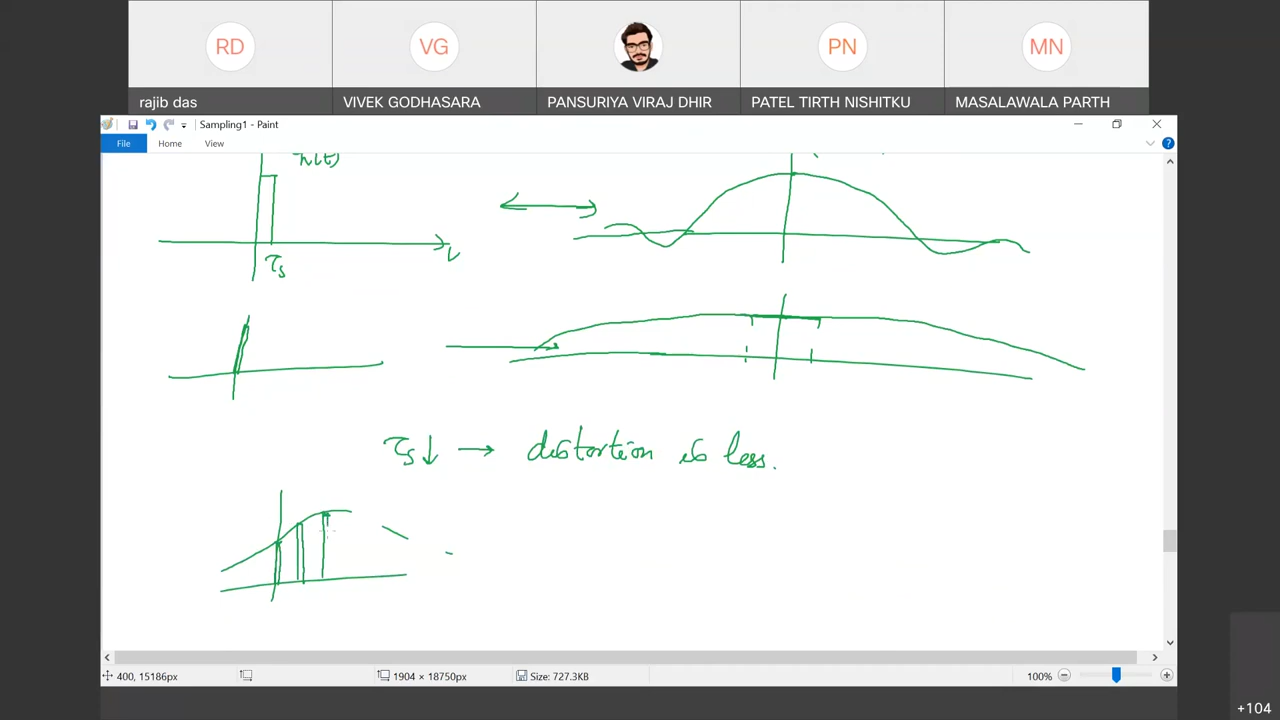 RD VG PN MN
rajib das VIVEK GODHASARA PANSURIYA VIRAJ DHIR PATEL TIRTH NISHITKU MASALAWALA PARTH
Sampling1 - Paint
File Home View
h(t)
τs
τs↓ → distortion is less.
400, 15186px 1904 × 18750px Size: 727.3KB 100%
+104